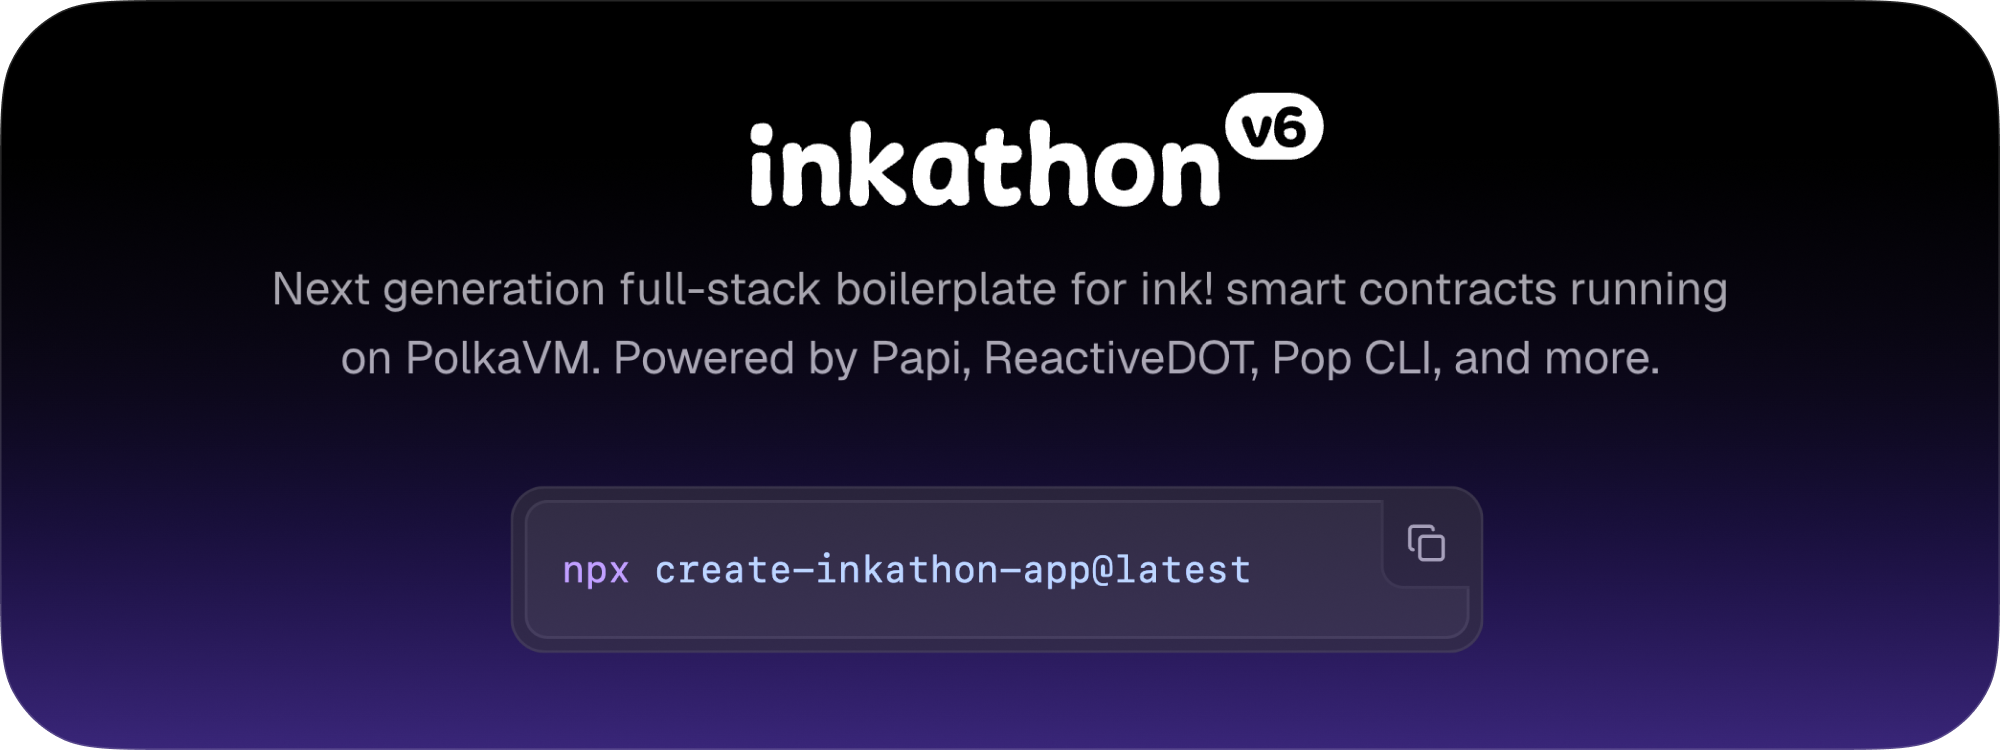 inkathon v6
Next generation full-stack boilerplate for ink! smart contracts running
on PolkaVM. Powered by Papi, ReactiveDOT, Pop CLI, and more.
npx create-inkathon-app@latest